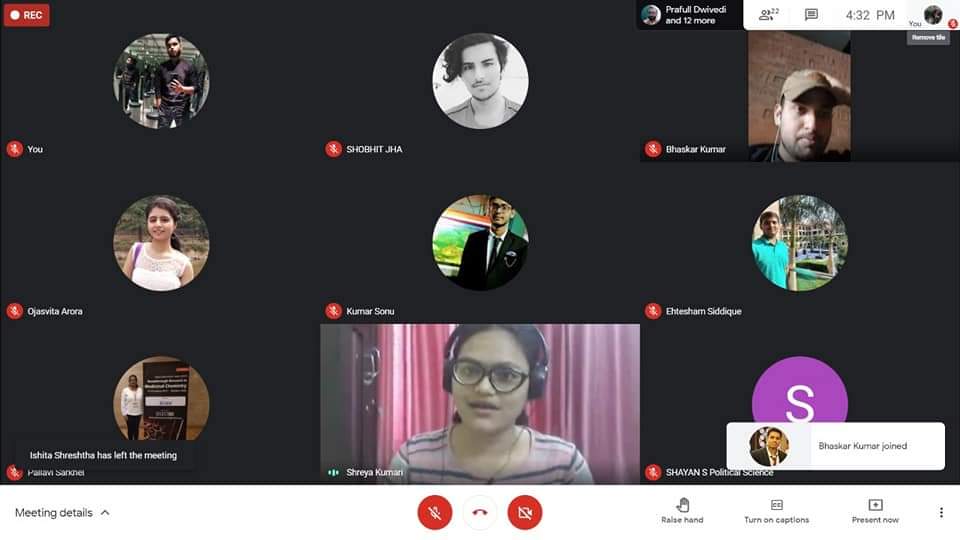 REC
Prafull Dwivedi
and 12 more
22
4:32 PM
You
Remove tile
You
SHOBHIT JHA
Bhaskar Kumar
Ojasvita Arora
Kumar Sonu
Ehtesham Siddique
Medicinal Chemistry
Ishita Shreshtha has left the meeting
Pallavi Sarkhel
Shreya Kumari
S
Bhaskar Kumar joined
SHAYAN S Political Science
Meeting details
Raise hand
Turn on captions
Present now